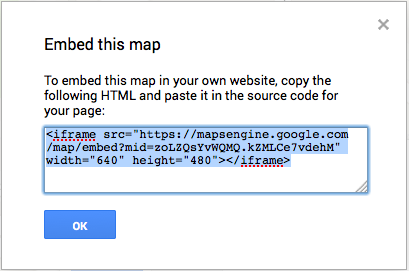 Embed this map
To embed this map in your own website, copy the
following HTML and paste it in the source code for
your page:
<iframe src="https://mapsengine.google.com
/map/embed?mid=zoLZQsYvWQMQ.kZMLCe7vdehM"
width="640" height="480"></iframe>
OK